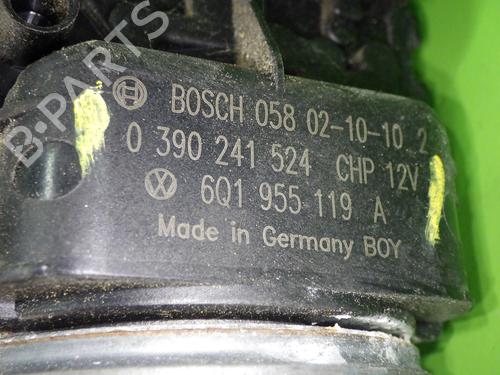 BOSCH 058 02-10-10 2
0 390 241 524 CHP 12V
6Q1 955 119 A
Made in Germany BOY
B-PARTS